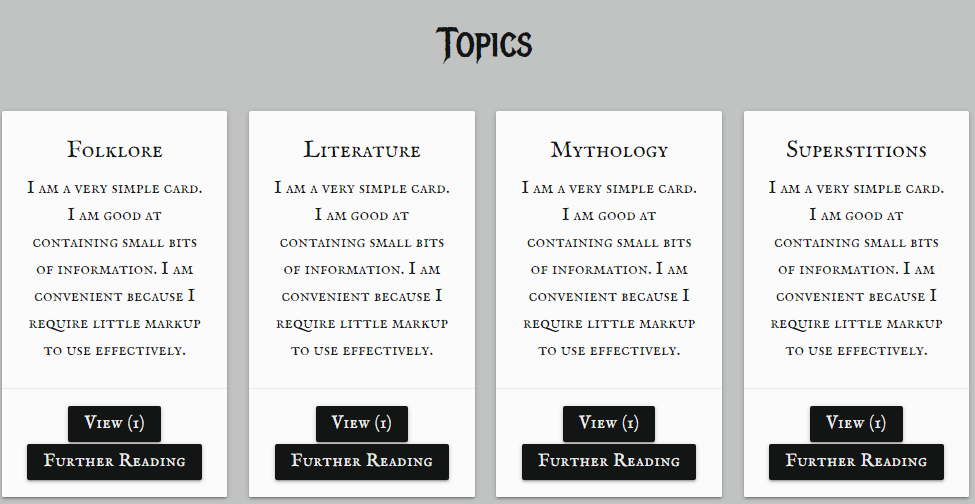 Topics
Folklore
I am a very simple card.
I am good at
containing small bits
of information. I am
convenient because I
require little markup
to use effectively.
View (1)
Further Reading
Literature
I am a very simple card.
I am good at
containing small bits
of information. I am
convenient because I
require little markup
to use effectively.
View (1)
Further Reading
Mythology
I am a very simple card.
I am good at
containing small bits
of information. I am
convenient because I
require little markup
to use effectively.
View (1)
Further Reading
Superstitions
I am a very simple card.
I am good at
containing small bits
of information. I am
convenient because I
require little markup
to use effectively.
View (1)
Further Reading